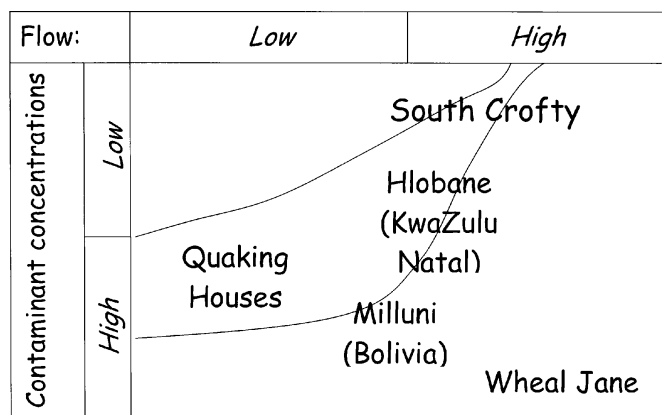 Flow:
Low
High
Contaminant concentrations
Low
High
South Crofty
Hlobane
(KwaZulu
Natal)
Quaking
Houses
Milluni
(Bolivia)
Wheal Jane